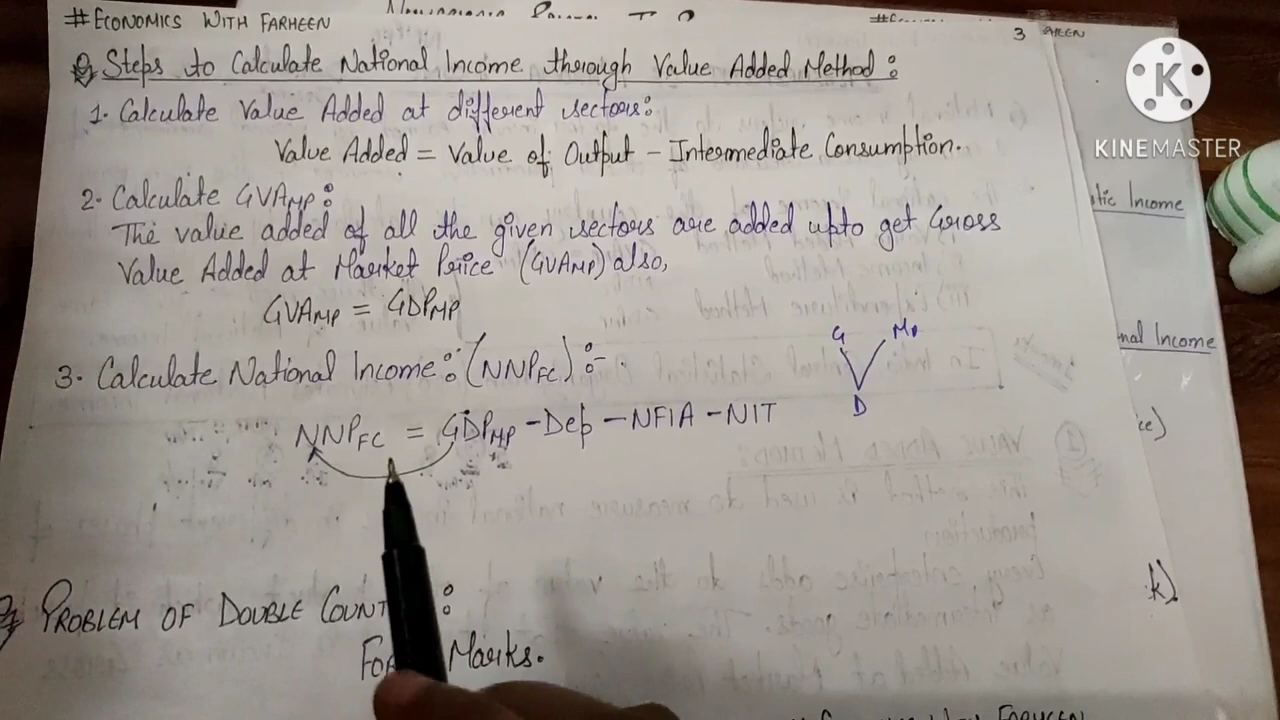 #ECONOMICS WITH FARHEEN
3
Steps to Calculate National Income through Value Added Method:
1. Calculate Value Added at different sectors:
Value Added = Value of Output - Intermediate Consumption.
2. Calculate GVAMP:
The value added of all the given sectors are added upto get Gross
Value Added at Market Price (GVAMP) also,
GVAMP = GDPMP
3. Calculate National Income: (NNPFC):-
NNPFC = GDPMP - Dep - NFIA - NIT
G MP
D
PROBLEM OF DOUBLE COUNT :
Marks.
K
KINEMASTER
Income
Income
k)